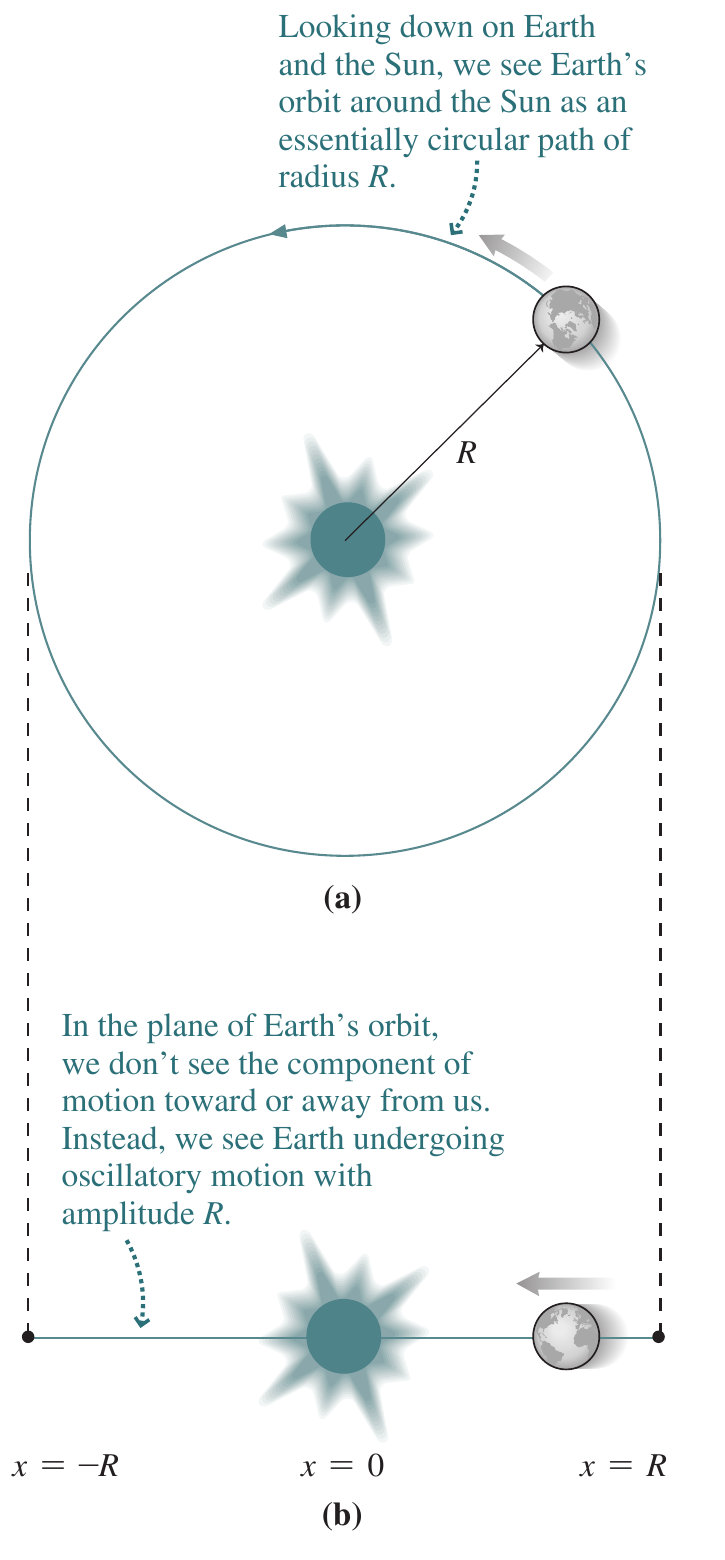 Looking down on Earth
and the Sun, we see Earth’s
orbit around the Sun as an
essentially circular path of
radius R.
R
(a)
In the plane of Earth’s orbit,
we don’t see the component of
motion toward or away from us.
Instead, we see Earth undergoing
oscillatory motion with
amplitude R.
x = −R
x = 0
x = R
(b)